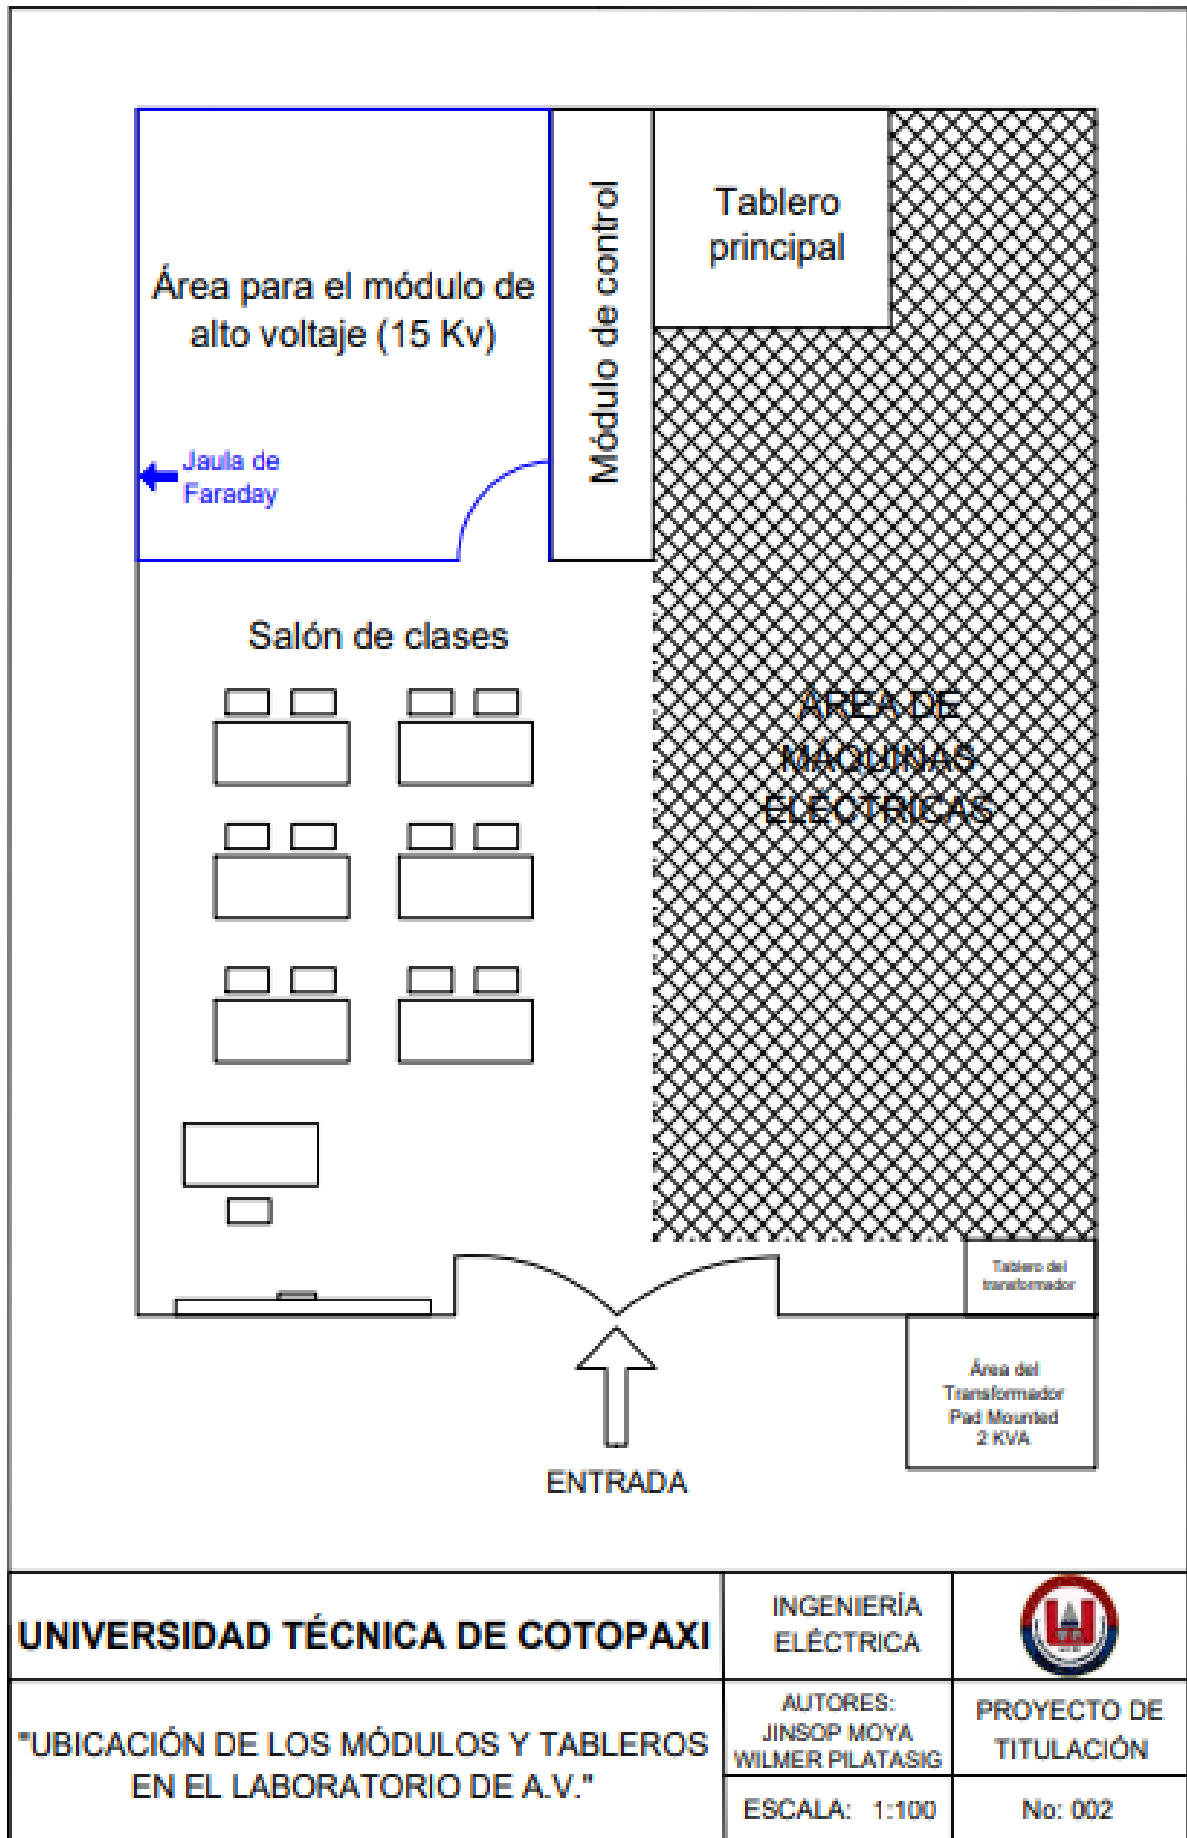 Área para el módulo de
alto voltaje (15 Kv)
Jaula de
Faraday
Módulo de control
Tablero
principal
Salón de clases
ÁREA DE
MÁQUINAS
ELÉCTRICAS
Tablero del
transformador
Área del
Transformador
Pad Mounted
2 KVA
ENTRADA
UNIVERSIDAD TÉCNICA DE COTOPAXI
INGENIERÍA
ELÉCTRICA
"UBICACIÓN DE LOS MÓDULOS Y TABLEROS
EN EL LABORATORIO DE A.V."
AUTORES:
JINSOP MOYA
WILMER PILATASIG
PROYECTO DE
TITULACIÓN
ESCALA: 1:100
No: 002